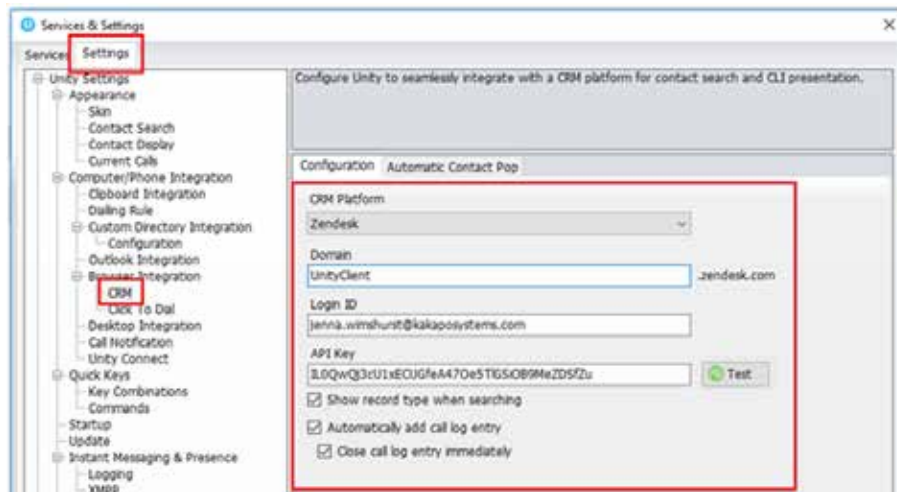 Services & Settings
Services
Settings
Unity Settings
Appearance
Skin
Contact Search
Contact Display
Current Calls
Computer/Phone Integration
Clipboard Integration
Dialing Rule
Custom Directory Integration
Configuration
Outlook Integration
Browser Integration
CRM
Click To Dial
Desktop Integration
Call Notification
Unity Connect
Quick Keys
Key Combinations
Commands
Startup
Update
Instant Messaging & Presence
Logging
XMPP
Configure Unity to seamlessly integrate with a CRM platform for contact search and CLI presentation.
Configuration
Automatic Contact Pop
CRM Platform
Zendesk
Domain
UnityClient
.zendesk.com
Login ID
jenna.wimshurst@kakaposystems.com
API Key
Test
Show record type when searching
Automatically add call log entry
Close call log entry immediately